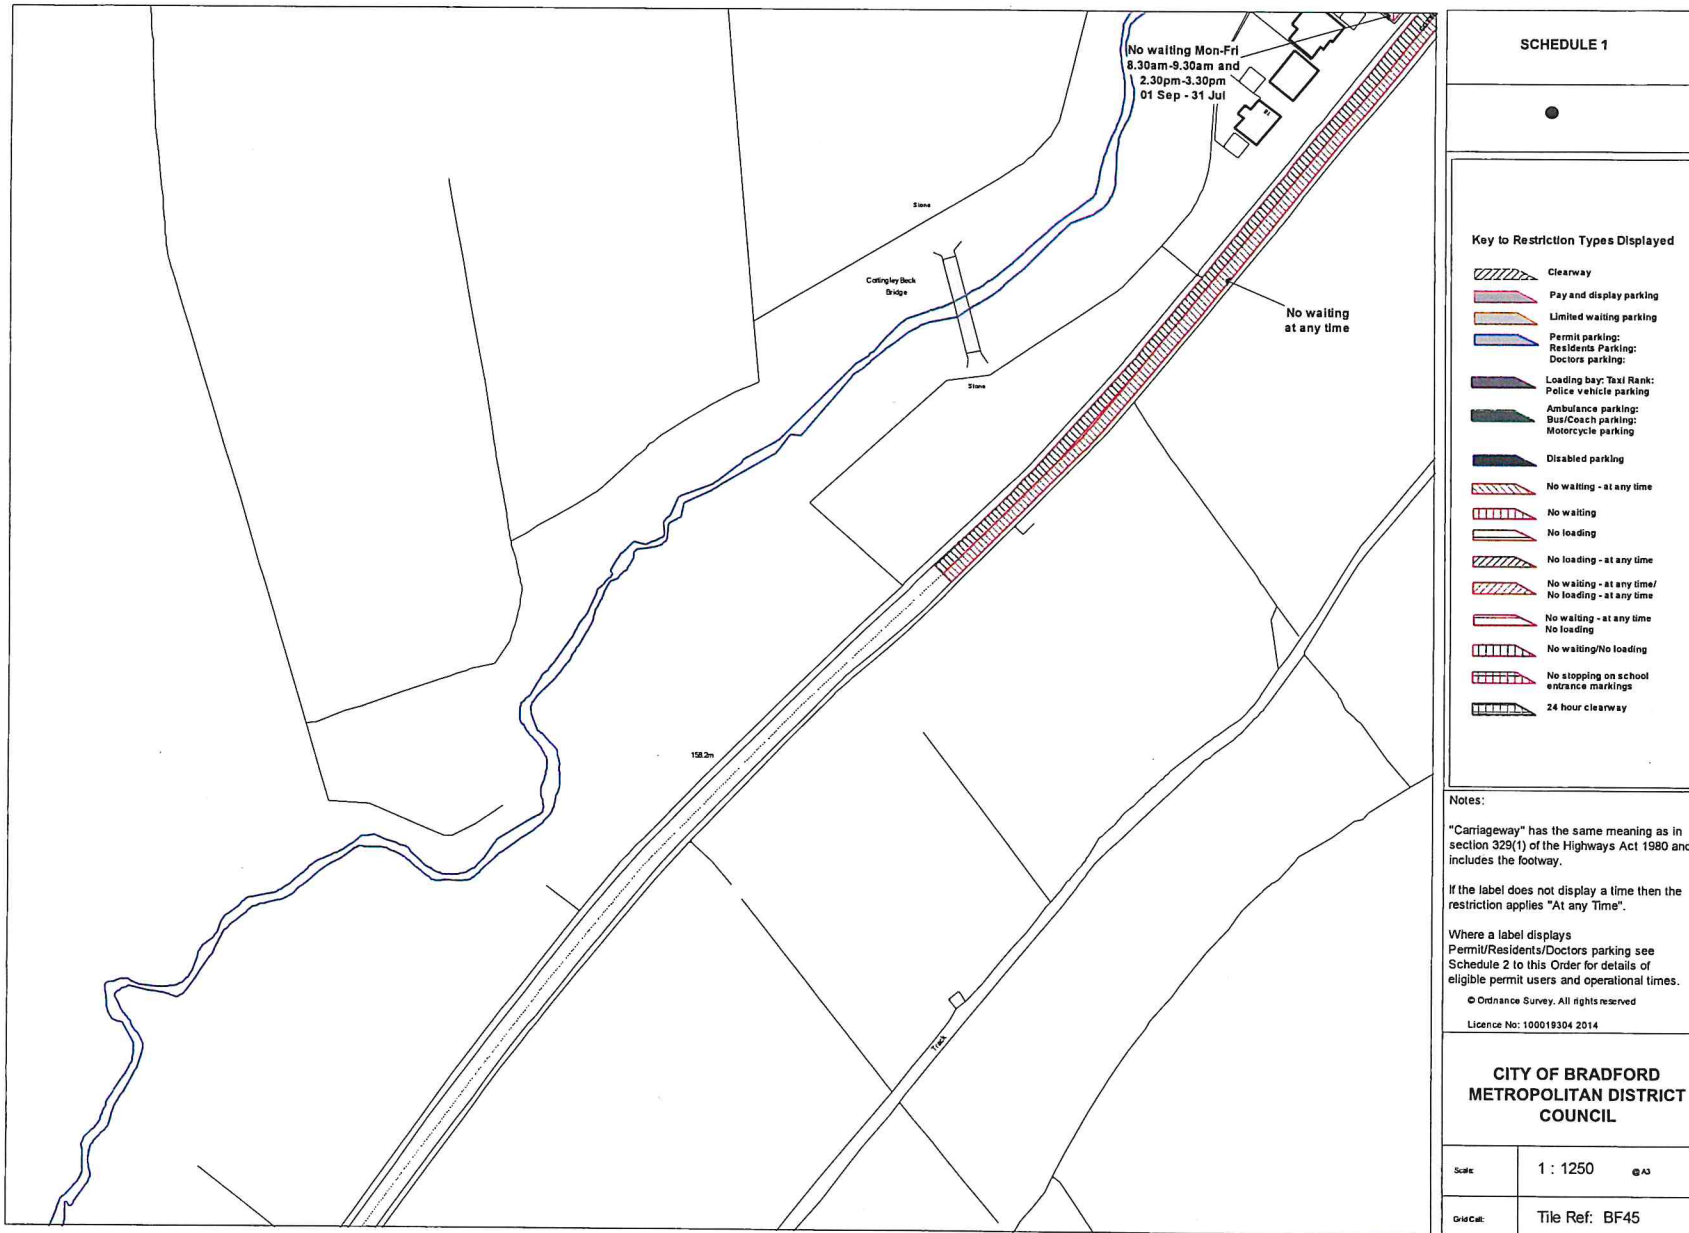 No waiting Mon-Fri
8.30am-9.30am and
2.30pm-3.30pm
01 Sep - 31 Jul
Stone
Cottingley Beck
Bridge
Stone
No waiting
at any time
158.2m
Track
SCHEDULE 1
Key to Restriction Types Displayed
Clearway
Pay and display parking
Limited waiting parking
Permit parking:
Residents Parking:
Doctors parking:
Loading bay: Taxi Rank:
Police vehicle parking
Ambulance parking:
Bus/Coach parking:
Motorcycle parking
Disabled parking
No waiting - at any time
No waiting
No loading
No loading - at any time
No waiting - at any time/
No loading - at any time
No waiting - at any time
No loading
No waiting/No loading
No stopping on school
entrance markings
24 hour clearway
Notes:
"Carriageway" has the same meaning as in
section 329(1) of the Highways Act 1980 and
includes the footway.
If the label does not display a time then the
restriction applies "At any Time".
Where a label displays
Permit/Residents/Doctors parking see
Schedule 2 to this Order for details of
eligible permit users and operational times.
© Ordnance Survey. All rights reserved
Licence No: 100019304 2014
CITY OF BRADFORD
METROPOLITAN DISTRICT
COUNCIL
Scale: 1 : 1250 @ A3
Grid Cell: Tile Ref: BF45